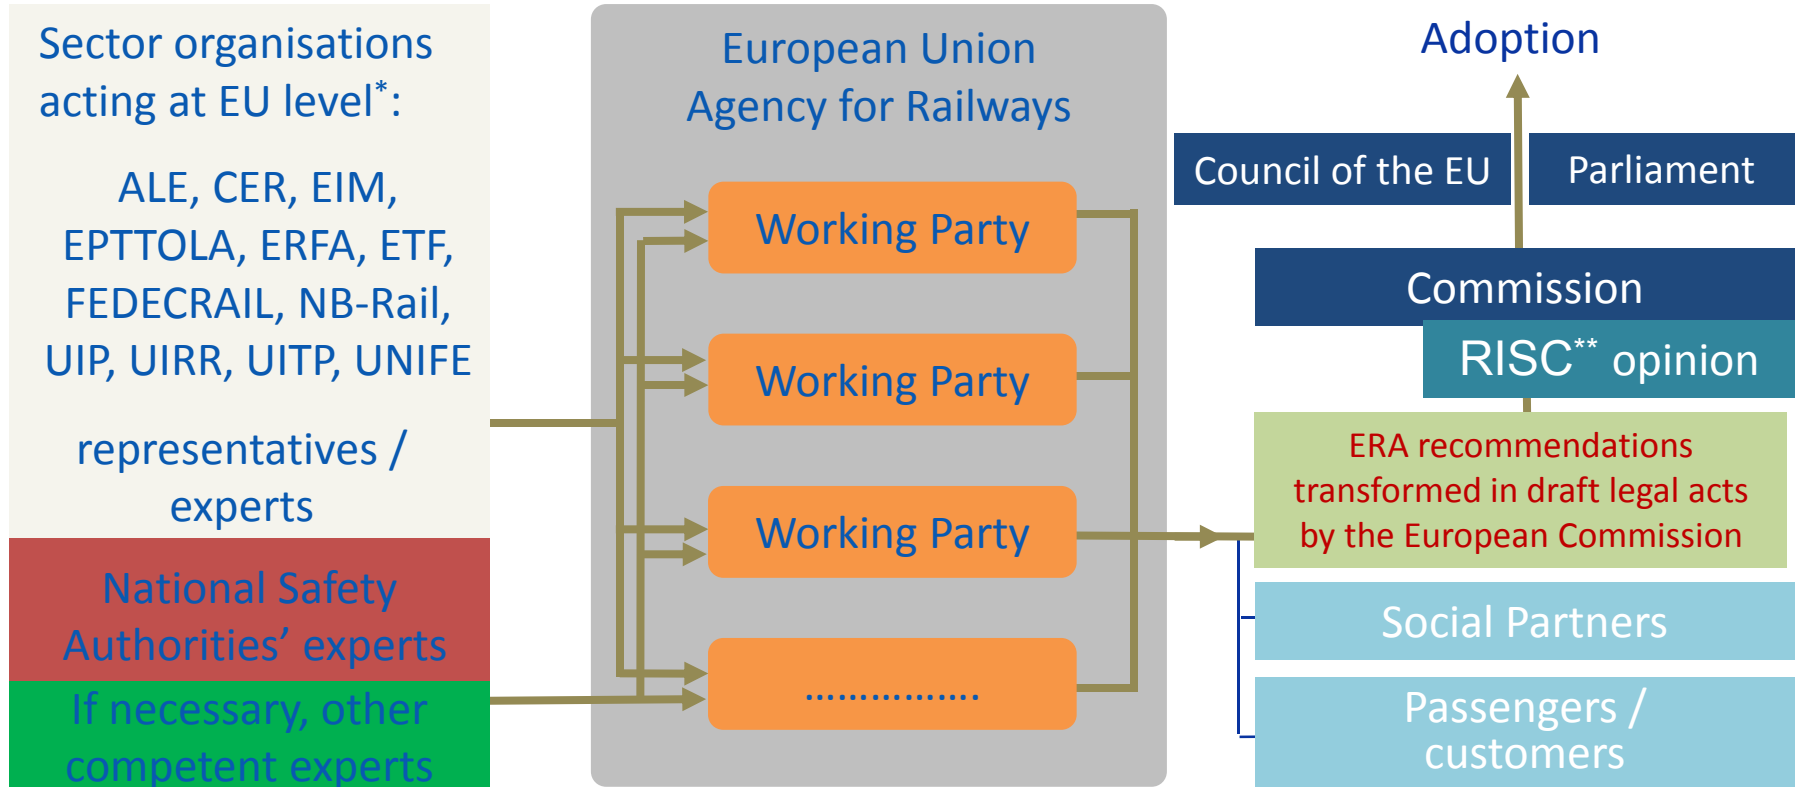 Sector organisations
acting at EU level*:
ALE, CER, EIM,
EPTTOLA, ERFA, ETF,
FEDECRAIL, NB-Rail,
UIP, UIRR, UITP, UNIFE
representatives /
experts
National Safety
Authorities’ experts
If necessary, other
competent experts
European Union
Agency for Railways
Working Party
Working Party
Working Party
................
Adoption
Council of the EU
Parliament
Commission
RISC** opinion
ERA recommendations
transformed in draft legal acts
by the European Commission
Social Partners
Passengers /
customers